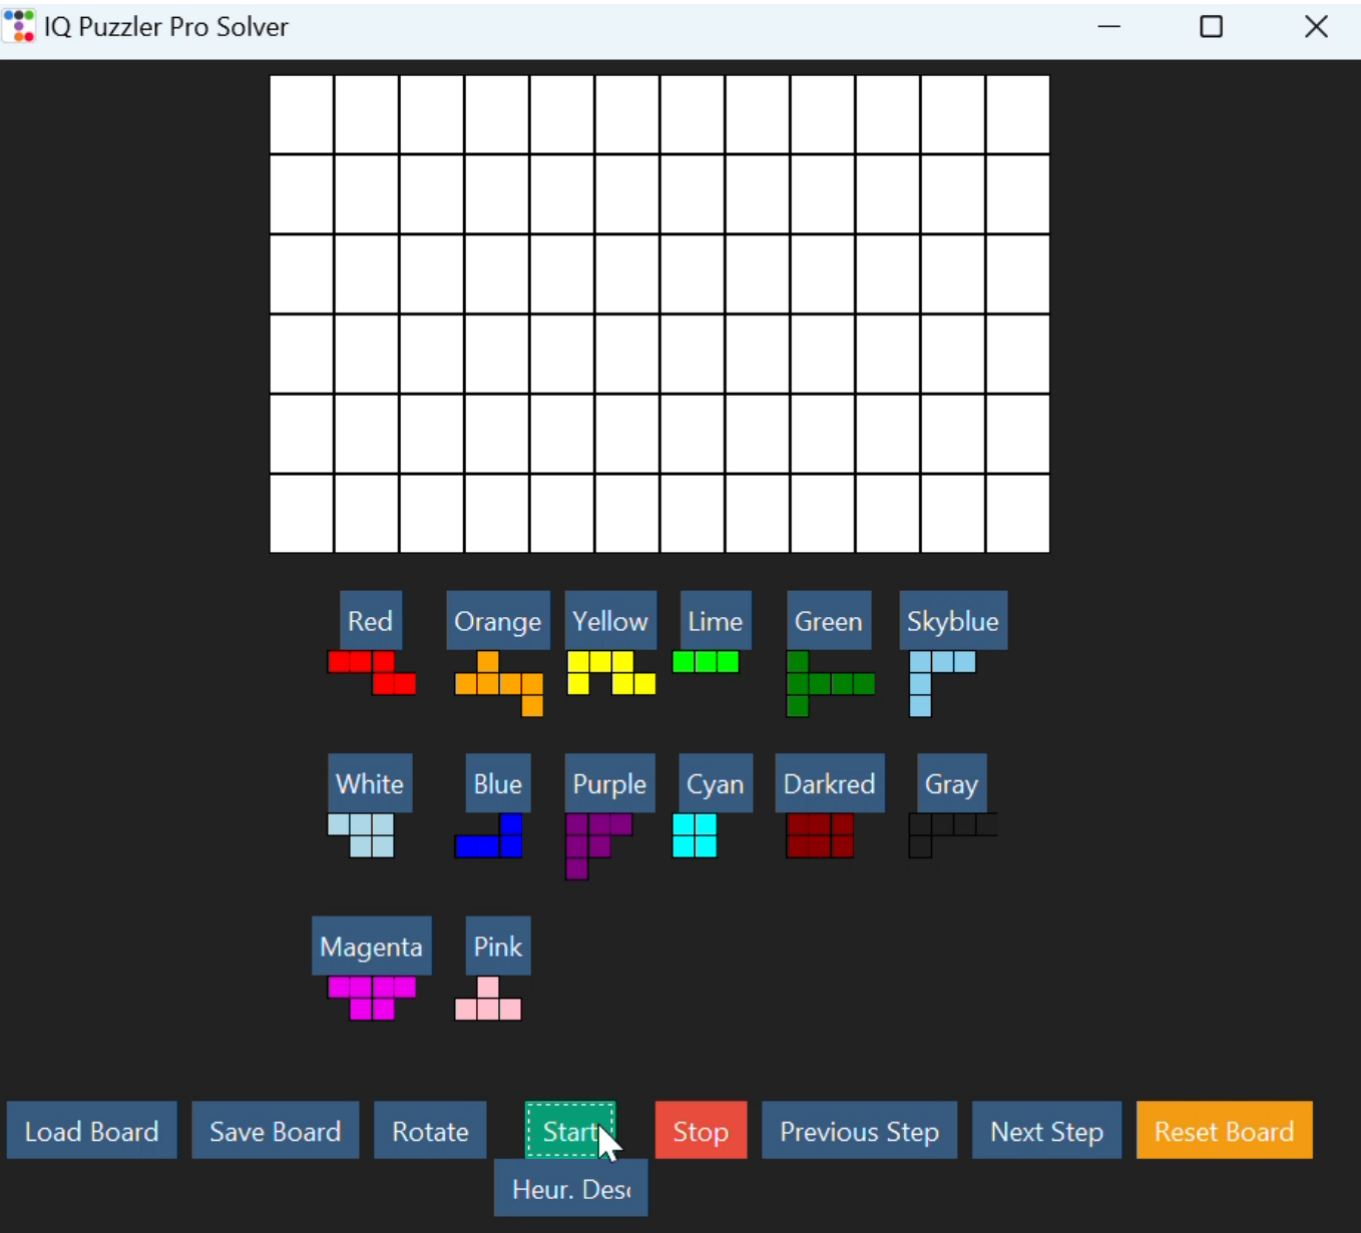 IQ Puzzler Pro Solver
Red Orange Yellow Lime Green Skyblue
White Blue Purple Cyan Darkred Gray
Magenta Pink
Load Board Save Board Rotate Start Stop Previous Step Next Step Reset Board
Heur. Desc